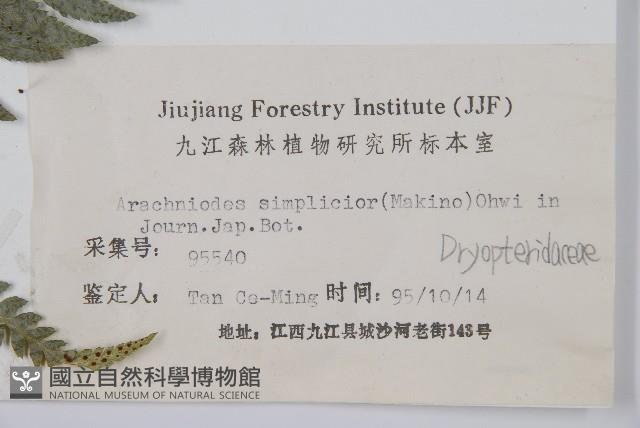 Jiujiang Forestry Institute (JJF)
九江森林植物研究所标本室
Arachniodes simplicior(Makino)Ohwi in
Journ.Jap.Bot.
采集号: 95540
Dryopteridaceae
鉴定人: Tan Ce-Ming 时间: 95/10/14
地址: 江西九江县城沙河老街143号
國立自然科學博物館
NATIONAL MUSEUM OF NATURAL SCIENCE